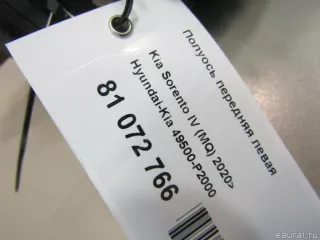 Полуось передняя левая
Kia Sorento IV (MQ) 2020>
Hyundai-Kia 49500-P2000
81 072 766
eaural.ru